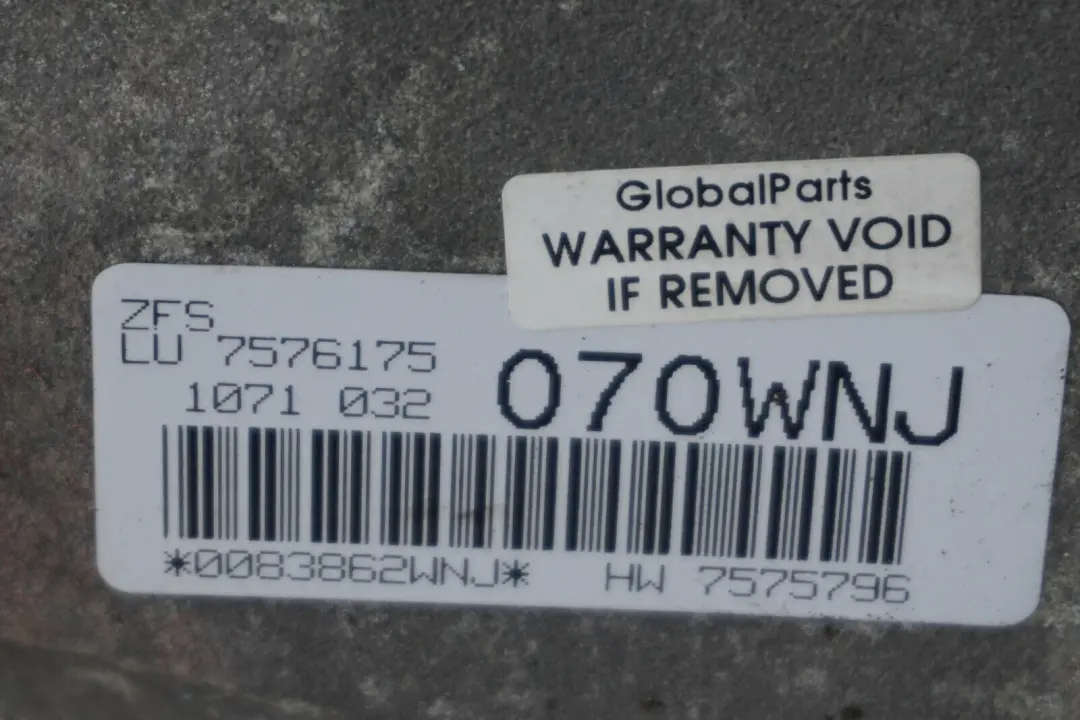 GlobalParts
WARRANTY VOID
IF REMOVED
ZFS
LU 7576175
1071 032
070WNJ
*0083862WNJ* HW 7575796